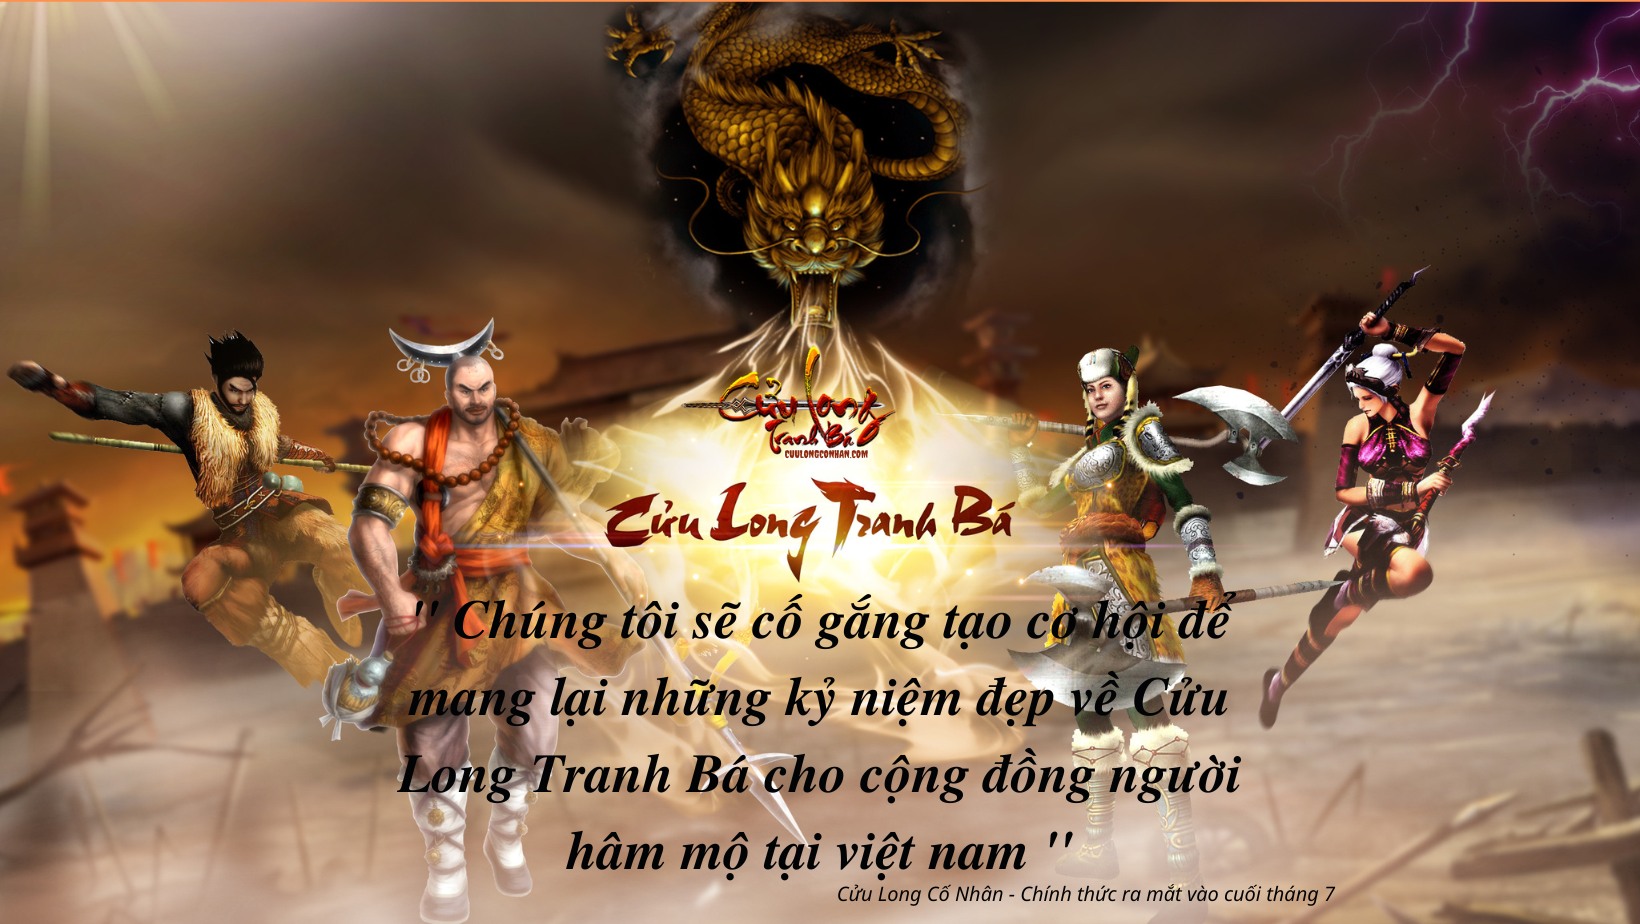 Cửu Long
Tranh Bá
CUULONGCONHAN.COM
Cửu Long Tranh Bá
" Chúng tôi sẽ cố gắng tạo cơ hội để
mang lại những kỷ niệm đẹp về Cửu
Long Tranh Bá cho cộng đồng người
hâm mộ tại việt nam "
Cửu Long Cố Nhân - Chính thức ra mắt vào cuối tháng 7